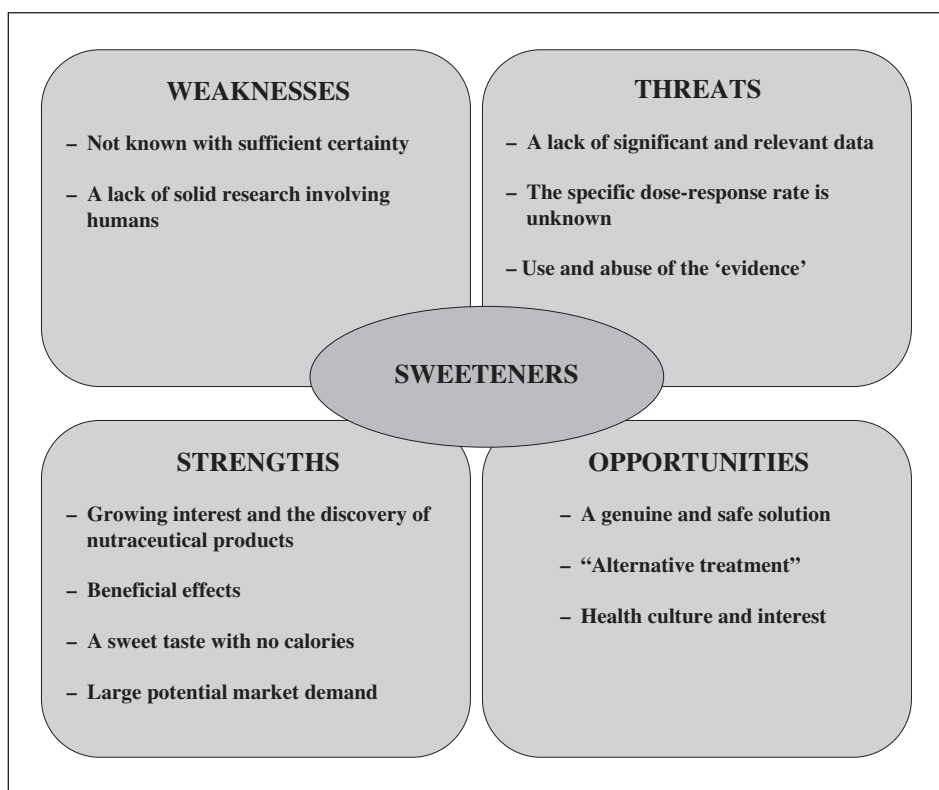 WEAKNESSES
– Not known with sufficient certainty
– A lack of solid research involving
humans
THREATS
– A lack of significant and relevant data
– The specific dose-response rate is
unknown
– Use and abuse of the ‘evidence’
SWEETENERS
STRENGTHS
– Growing interest and the discovery of
nutraceutical products
– Beneficial effects
– A sweet taste with no calories
– Large potential market demand
OPPORTUNITIES
– A genuine and safe solution
– “Alternative treatment”
– Health culture and interest